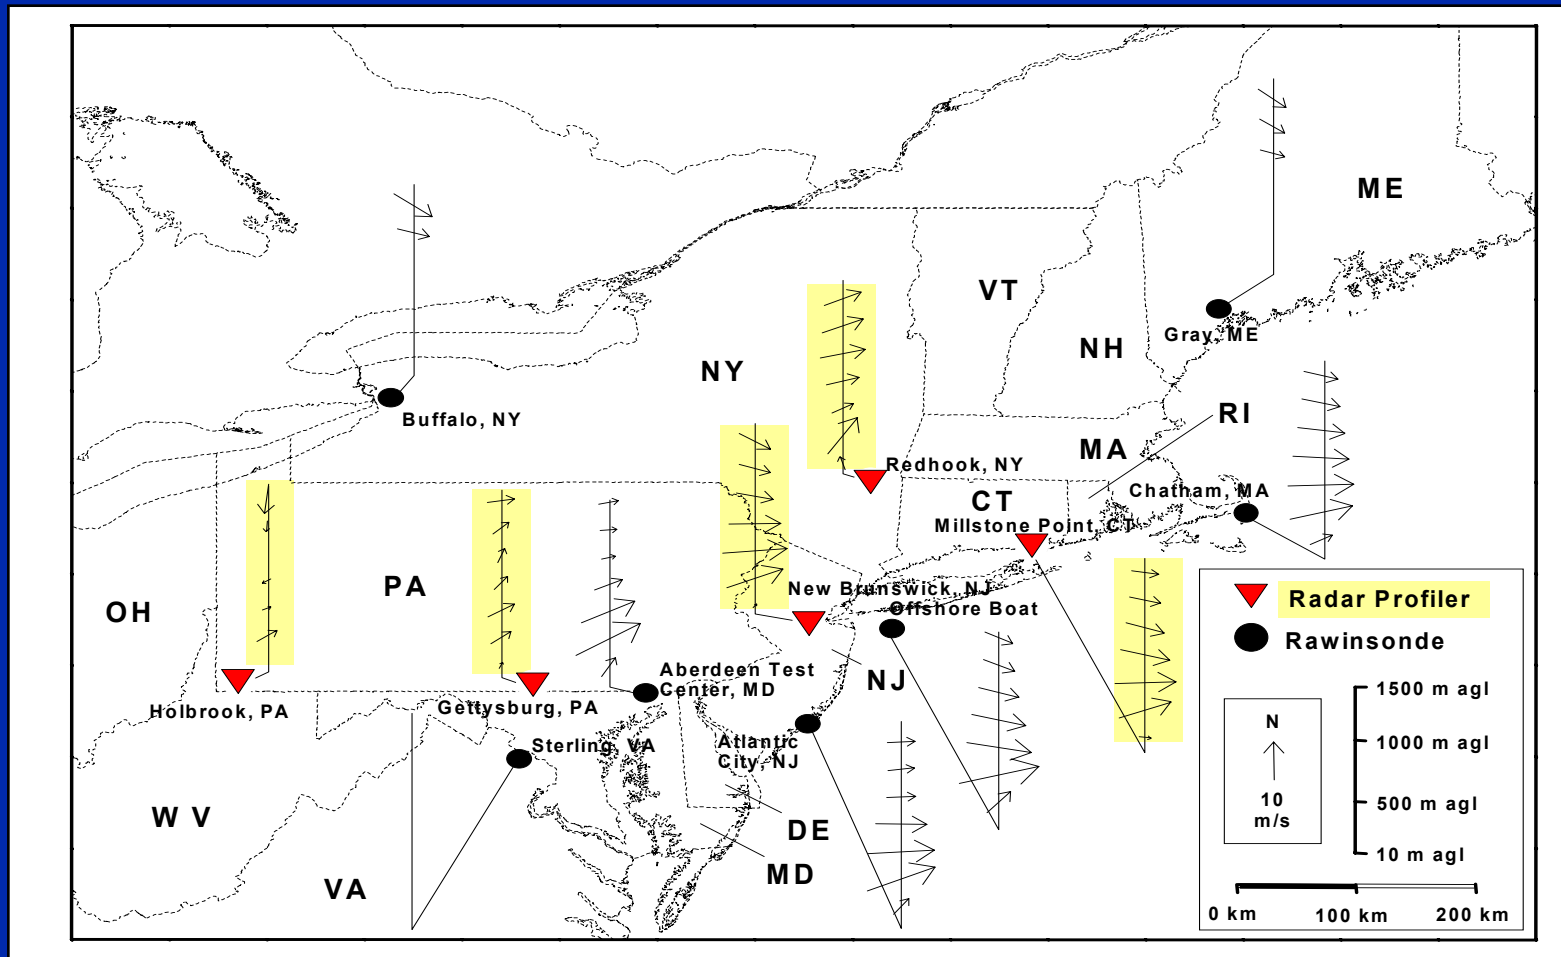 ME
VT
Gray, ME
NH
NY
Buffalo, NY
RI
MA
Redhook, NY
Chatham, MA
CT
Millstone Point, CT
PA
New Brunswick, NJ
OH
Offshore Boat
Aberdeen Test
Center, MD
NJ
Holbrook, PA
Gettysburg, PA
Sterling, VA
Atlantic
City, NJ
W V
DE
MD
VA
Radar Profiler
Rawinsonde
N
10
m/s
1500 m agl
1000 m agl
500 m agl
10 m agl
0 km
100 km
200 km